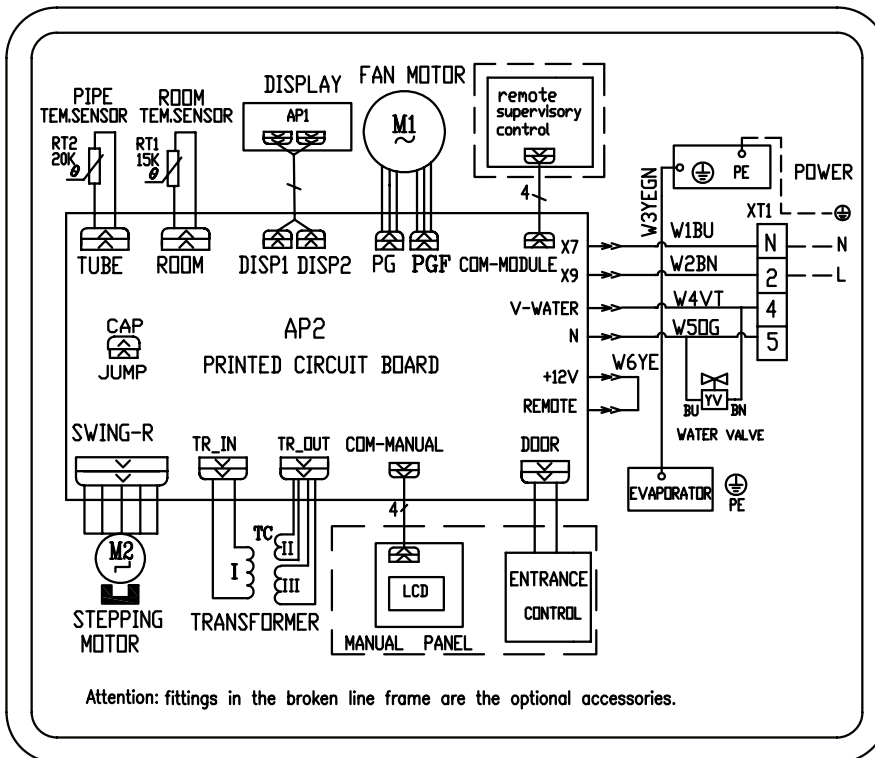 PIPE
TEM.SENSOR
ROOM
TEM.SENSOR
DISPLAY
FAN MOTOR
RT2
20K
θ
RT1
15K
θ
AP1
M1
~
remote
supervisory
control
4
W3YEGN
PE
POWER
XT1
TUBE
ROOM
DISP1
DISP2
PG
PGF
COM-MODULE
X7
W1BU
N
N
X9
W2BN
2
L
V-WATER
W4VT
4
N
W5OG
5
CAP
JUMP
AP2
PRINTED CIRCUIT BOARD
+12V
W6YE
REMOTE
BU
YV
BN
WATER VALVE
SWING-R
TR_IN
TR_OUT
COM-MANUAL
DOOR
EVAPORATOR
PE
4
M2
TC
I
II
III
LCD
ENTRANCE
CONTROL
STEPPING
MOTOR
TRANSFORMER
MANUAL PANEL
Attention: fittings in the broken line frame are the optional accessories.